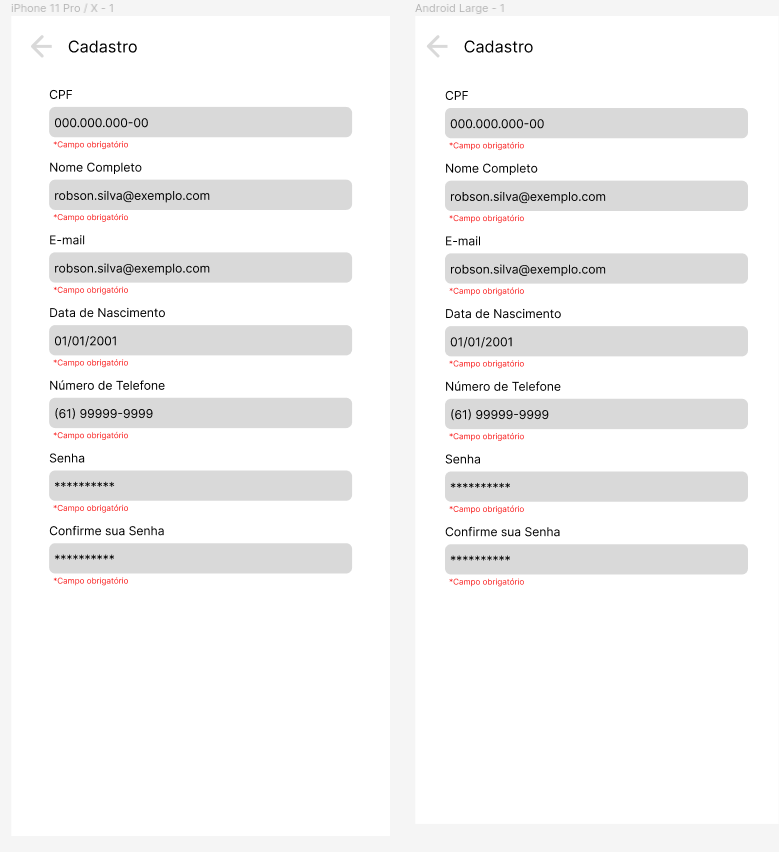 iPhone 11 Pro / X - 1
Cadastro
CPF
000.000.000-00
*Campo obrigatório
Nome Completo
robson.silva@exemplo.com
*Campo obrigatório
E-mail
robson.silva@exemplo.com
*Campo obrigatório
Data de Nascimento
01/01/2001
*Campo obrigatório
Número de Telefone
(61) 99999-9999
*Campo obrigatório
Senha
**********
*Campo obrigatório
Confirme sua Senha
**********
*Campo obrigatório
Android Large - 1
Cadastro
CPF
000.000.000-00
*Campo obrigatório
Nome Completo
robson.silva@exemplo.com
*Campo obrigatório
E-mail
robson.silva@exemplo.com
*Campo obrigatório
Data de Nascimento
01/01/2001
*Campo obrigatório
Número de Telefone
(61) 99999-9999
*Campo obrigatório
Senha
**********
*Campo obrigatório
Confirme sua Senha
**********
*Campo obrigatório